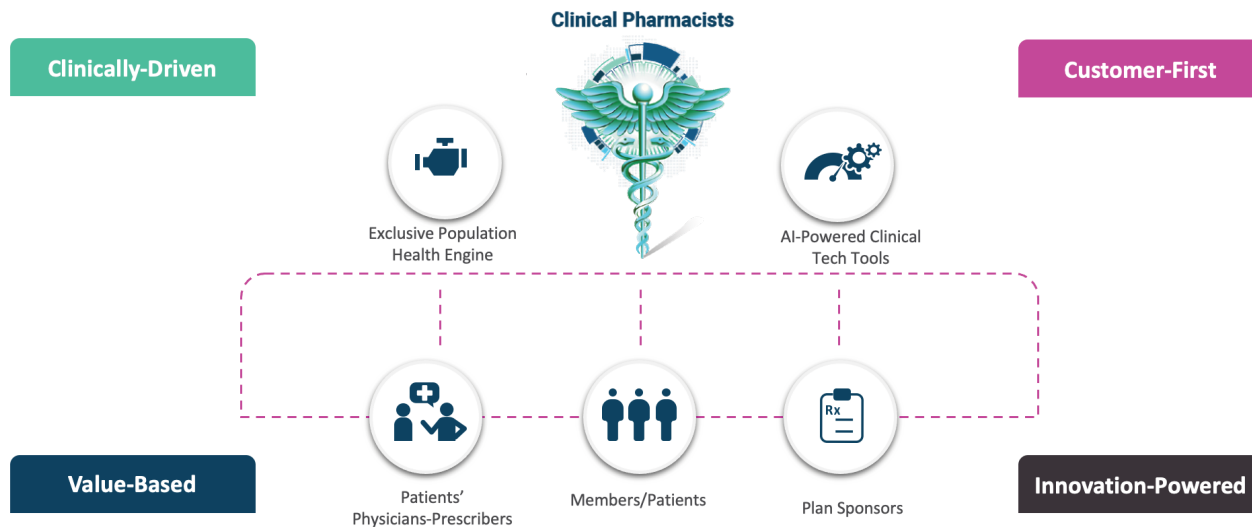 Clinical Pharmacists
Clinically-Driven
Customer-First
Exclusive Population
Health Engine
AI-Powered Clinical
Tech Tools
Rx
Patients’
Physicians-Prescribers
Members/Patients
Plan Sponsors
Value-Based
Innovation-Powered